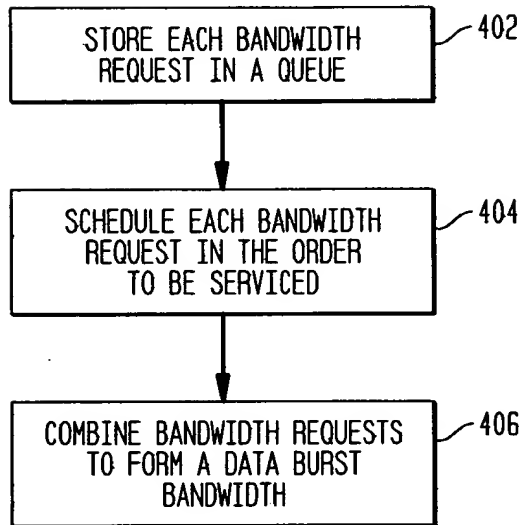 STORE EACH BANDWIDTH
REQUEST IN A QUEUE
402
SCHEDULE EACH BANDWIDTH
REQUEST IN THE ORDER
TO BE SERVICED
404
COMBINE BANDWIDTH REQUESTS
TO FORM A DATA BURST
BANDWIDTH
406